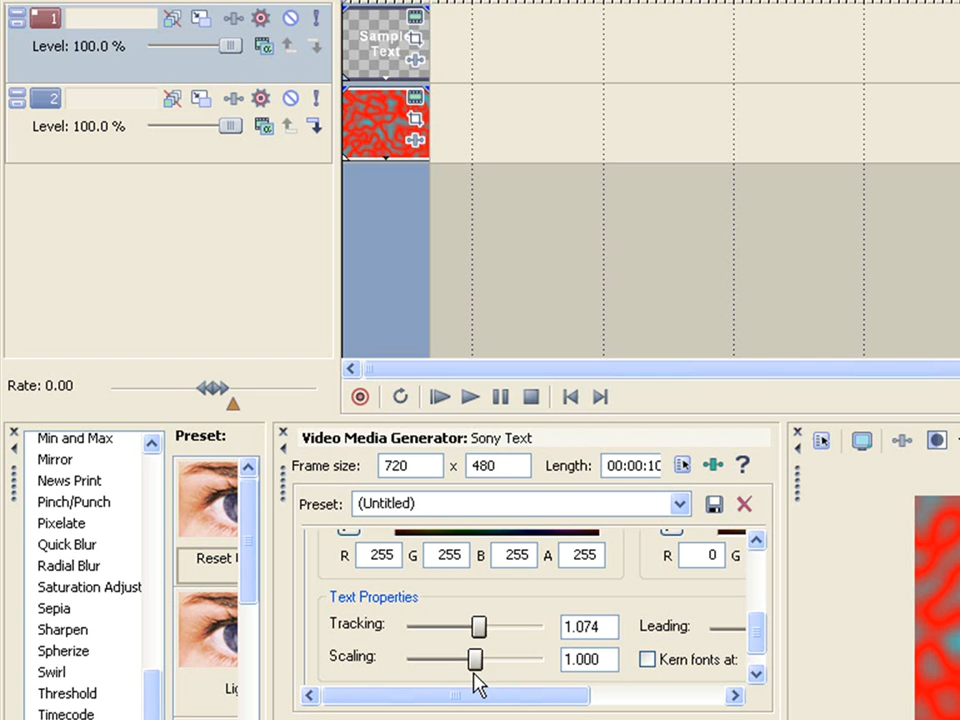 1
Level: 100.0 %
Sample
Text
2
Level: 100.0 %
Rate: 0.00
Min and Max
Mirror
News Print
Pinch/Punch
Pixelate
Quick Blur
Radial Blur
Saturation Adjust
Sepia
Sharpen
Spherize
Swirl
Threshold
Timecode
Preset:
Reset
Video Media Generator: Sony Text
Frame size: 720 x 480 Length: 00:00:10
Preset: (Untitled)
R 255 G 255 B 255 A 255 R 0 G
Text Properties
Tracking: 1.074 Leading:
Scaling: 1.000 Kern fonts at: